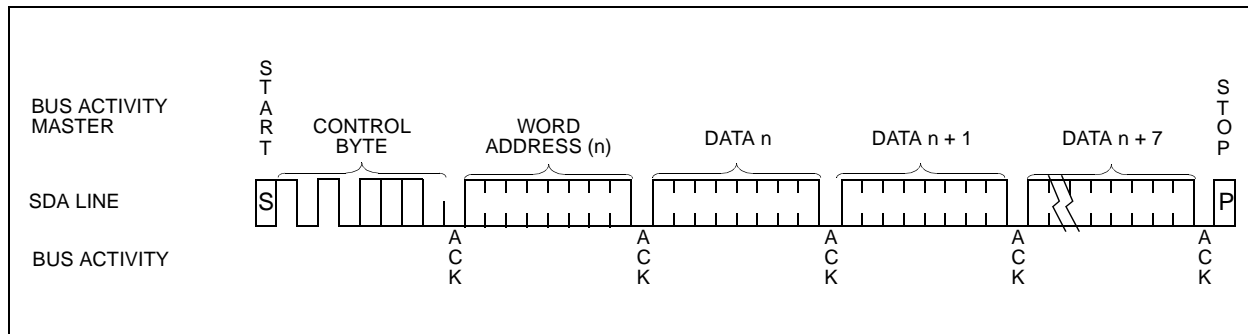 START
STOP
BUS ACTIVITY
MASTER
CONTROL
BYTE
WORD
ADDRESS (n)
DATA n
DATA n + 1
DATA n + 7
SDA LINE
S
P
BUS ACTIVITY
ACK
ACK
ACK
ACK
ACK